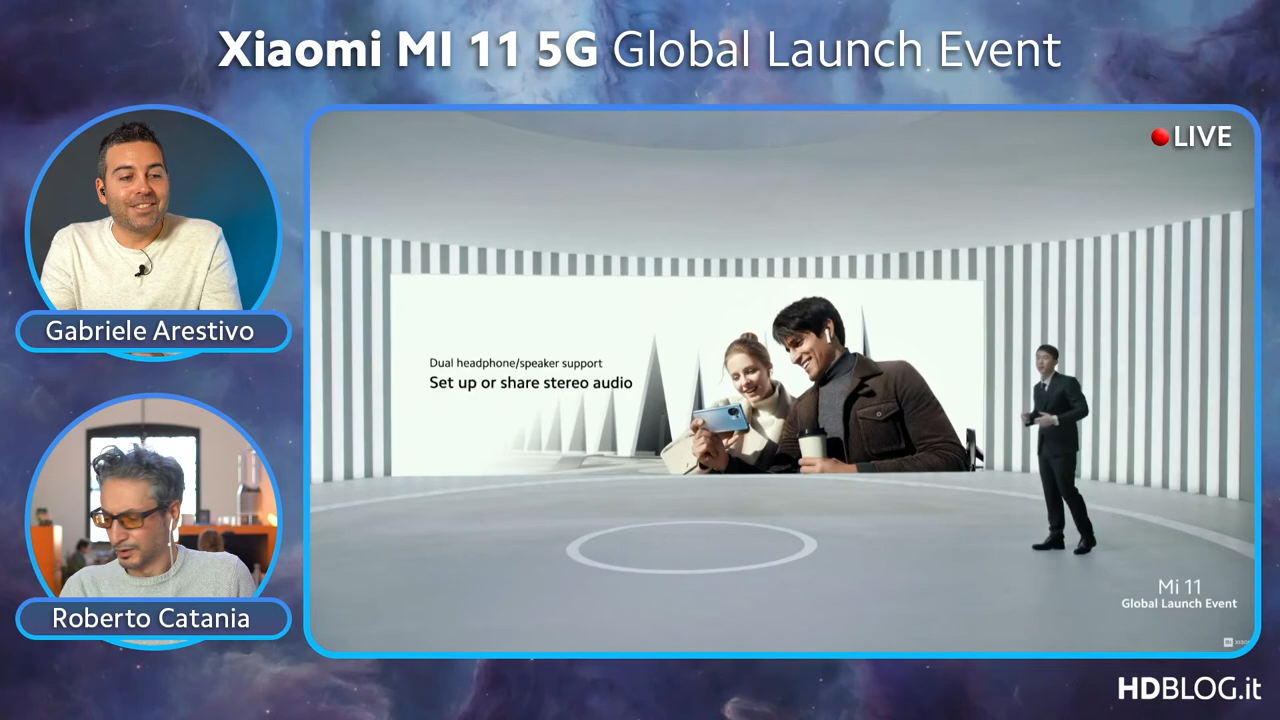 Xiaomi MI 11 5G Global Launch Event
LIVE
Gabriele Arestivo
Dual headphone/speaker support
Set up or share stereo audio
Roberto Catania
Mi 11
Global Launch Event
HDBLOG.it